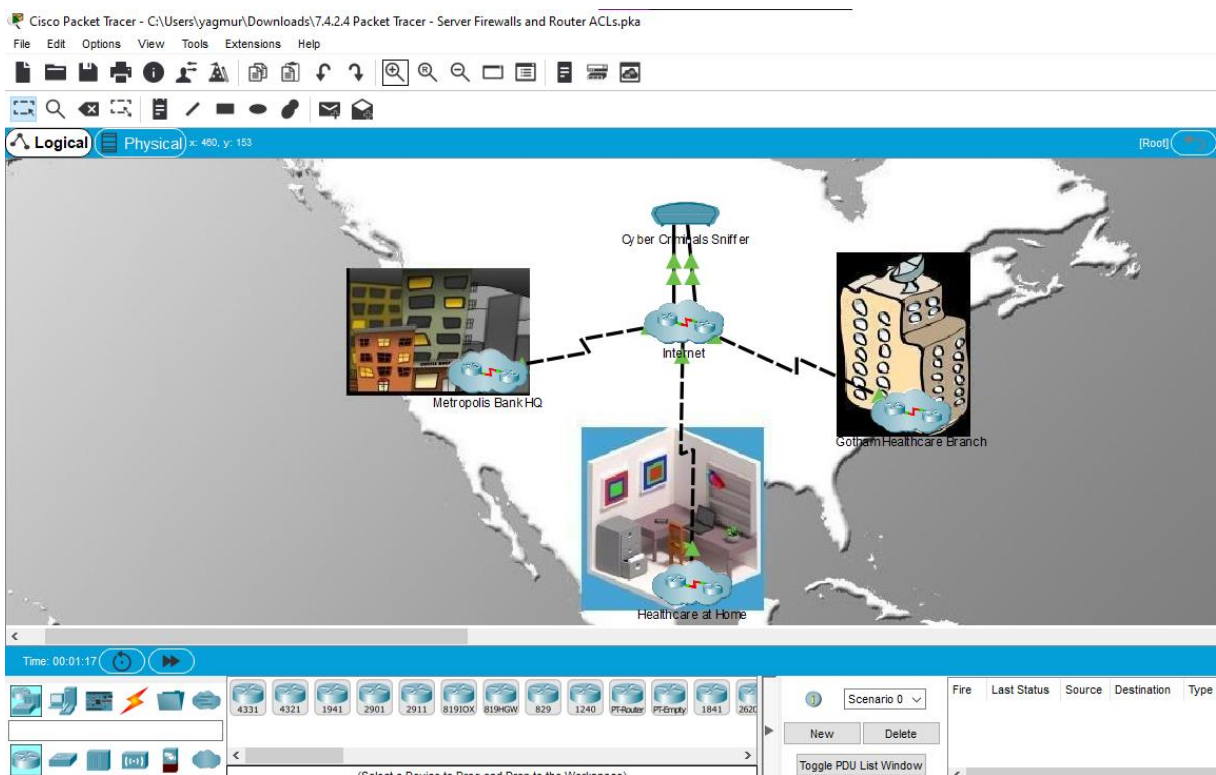 Cisco Packet Tracer - C:\Users\yagmur\Downloads\7.4.2.4 Packet Tracer - Server Firewalls and Router ACLs.pka
File Edit Options View Tools Extensions Help
Logical Physical x: 460, y: 153 [Root]
Cyber Criminals Sniffer
Internet
Metropolis Bank HQ
Gotham Healthcare Branch
Healthcare at Home
Time: 00:01:17
4331 4321 1941 2901 2911 819IOX 819HGW 829 1240 PT-Router PT-Empty 1841 2620
Scenario 0
Fire Last Status Source Destination Type
New Delete
Toggle PDU List Window
(Select a Device to Drag and Drop to the Workspace)